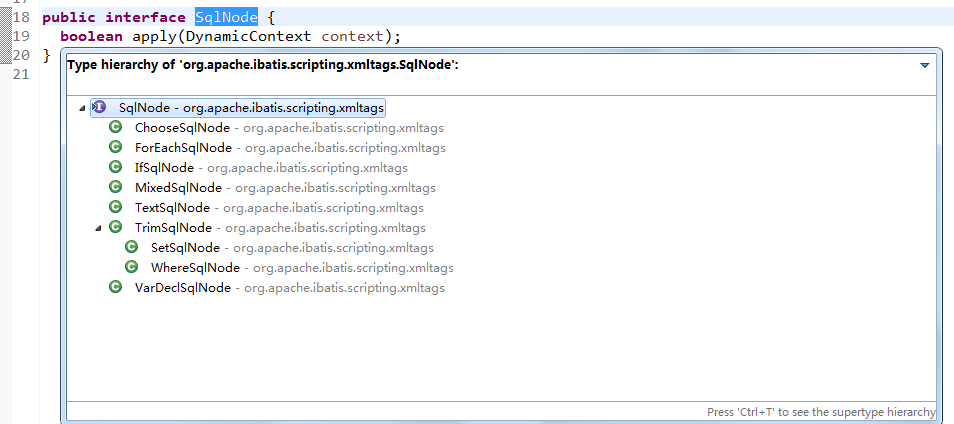 18 public interface SqlNode {
19 boolean apply(DynamicContext context);
20 }
21
Type hierarchy of 'org.apache.ibatis.scripting.xmltags.SqlNode':
SqlNode - org.apache.ibatis.scripting.xmltags
ChooseSqlNode - org.apache.ibatis.scripting.xmltags
ForEachSqlNode - org.apache.ibatis.scripting.xmltags
IfSqlNode - org.apache.ibatis.scripting.xmltags
MixedSqlNode - org.apache.ibatis.scripting.xmltags
TextSqlNode - org.apache.ibatis.scripting.xmltags
TrimSqlNode - org.apache.ibatis.scripting.xmltags
SetSqlNode - org.apache.ibatis.scripting.xmltags
WhereSqlNode - org.apache.ibatis.scripting.xmltags
VarDeclSqlNode - org.apache.ibatis.scripting.xmltags
Press 'Ctrl+T' to see the supertype hierarchy